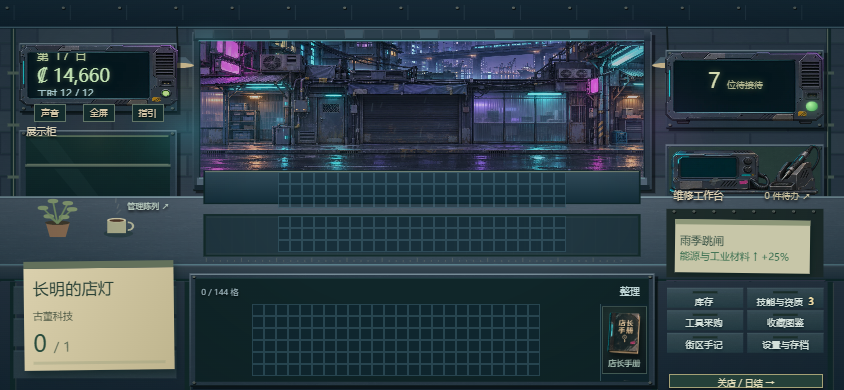 第 17 日
₡ 14,660
工时 12 / 12
声音 全屏 指引
展示柜
管理陈列 ↗
长明的店灯
古董科技
0 / 1
0 / 144 格
整理
店长
手册
店长手册
7 位待接待
维修工作台
0 件待办 ↗
雨季跳闸
能源与工业材料 ↑ +25%
库存
技能与资质 3
工具采购
收藏图鉴
街区手记
设置与存档
关店 / 日结 →